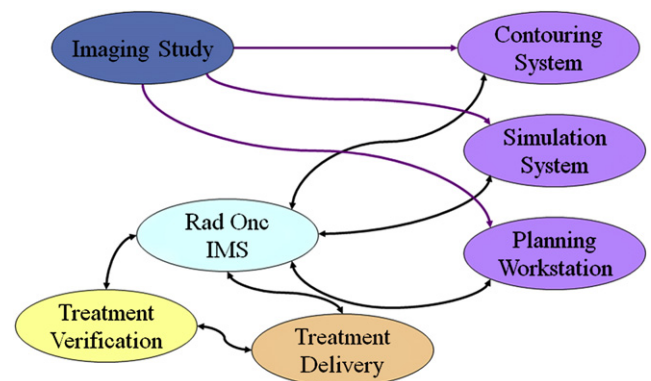 Imaging Study
Contouring
System
Simulation
System
Rad Onc
IMS
Planning
Workstation
Treatment
Verification
Treatment
Delivery